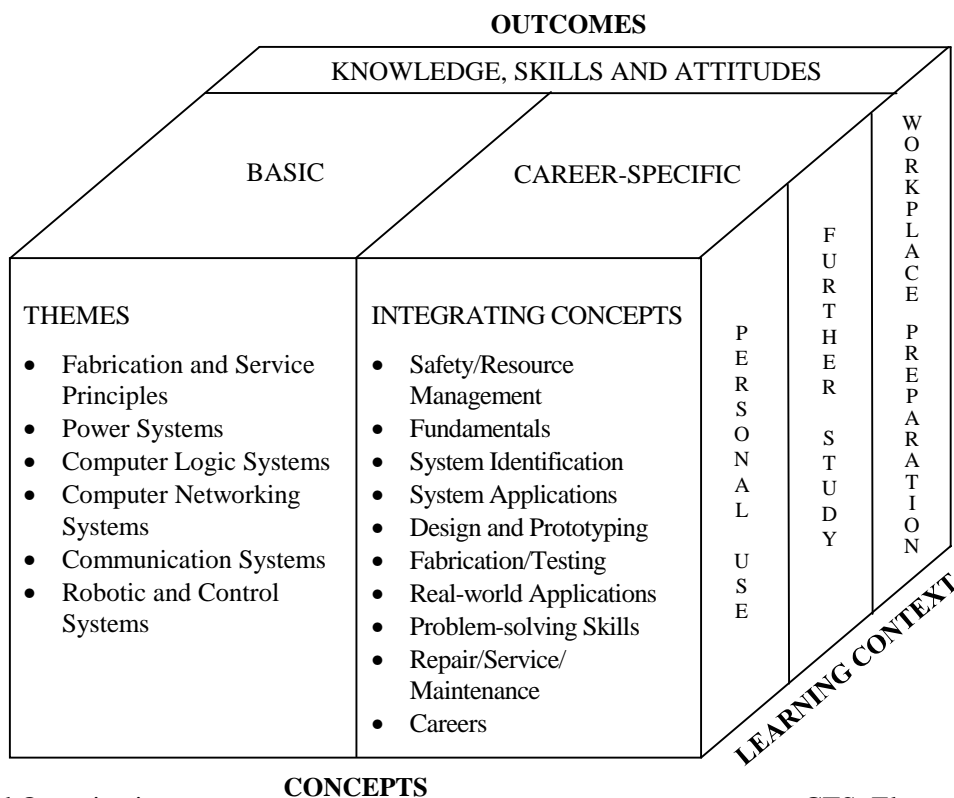 OUTCOMES
KNOWLEDGE, SKILLS AND ATTITUDES
BASIC
CAREER-SPECIFIC
THEMES
• Fabrication and Service
Principles
• Power Systems
• Computer Logic Systems
• Computer Networking
Systems
• Communication Systems
• Robotic and Control
Systems
INTEGRATING CONCEPTS
• Safety/Resource
Management
• Fundamentals
• System Identification
• System Applications
• Design and Prototyping
• Fabrication/Testing
• Real-world Applications
• Problem-solving Skills
• Repair/Service/
Maintenance
• Careers
PERSONAL USE
FURTHER STUDY
WORKPLACE PREPARATION
LEARNING CONTEXT
CONCEPTS